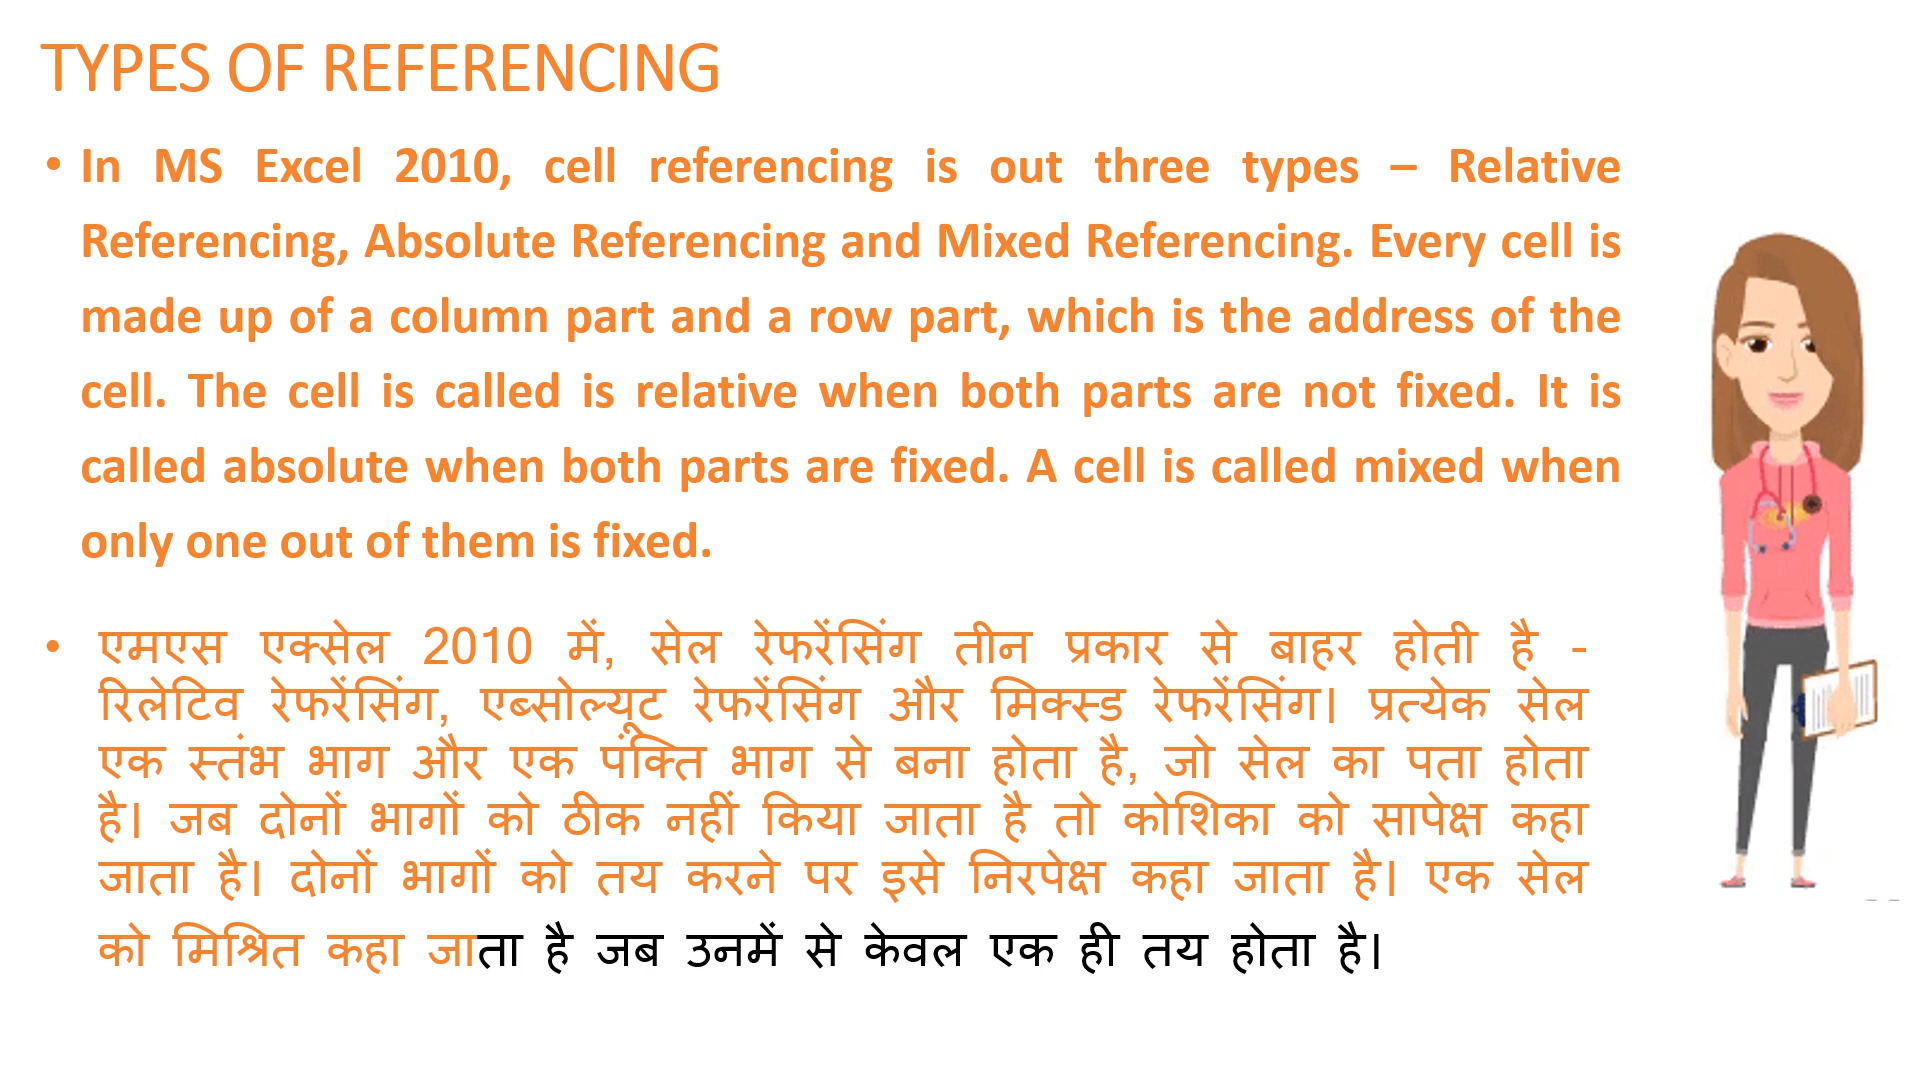 TYPES OF REFERENCING
• In MS Excel 2010, cell referencing is out three types – Relative
Referencing, Absolute Referencing and Mixed Referencing. Every cell is
made up of a column part and a row part, which is the address of the
cell. The cell is called is relative when both parts are not fixed. It is
called absolute when both parts are fixed. A cell is called mixed when
only one out of them is fixed.
• एमएस एक्सेल 2010 में, सेल रेफरेंसिंग तीन प्रकार से बाहर होती है -
रिलेटिव रेफरेंसिंग, एब्सोल्यूट रेफरेंसिंग और मिक्स्ड रेफरेंसिंग। प्रत्येक सेल
एक स्तंभ भाग और एक पंक्ति भाग से बना होता है, जो सेल का पता होता
है। जब दोनों भागों को ठीक नहीं किया जाता है तो कोशिका को सापेक्ष कहा
जाता है। दोनों भागों को तय करने पर इसे निरपेक्ष कहा जाता है। एक सेल
को मिश्रित कहा जाता है जब उनमें से केवल एक ही तय होता है।